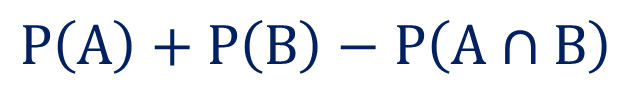 P(A) + P(B) − P(A ∩ B)